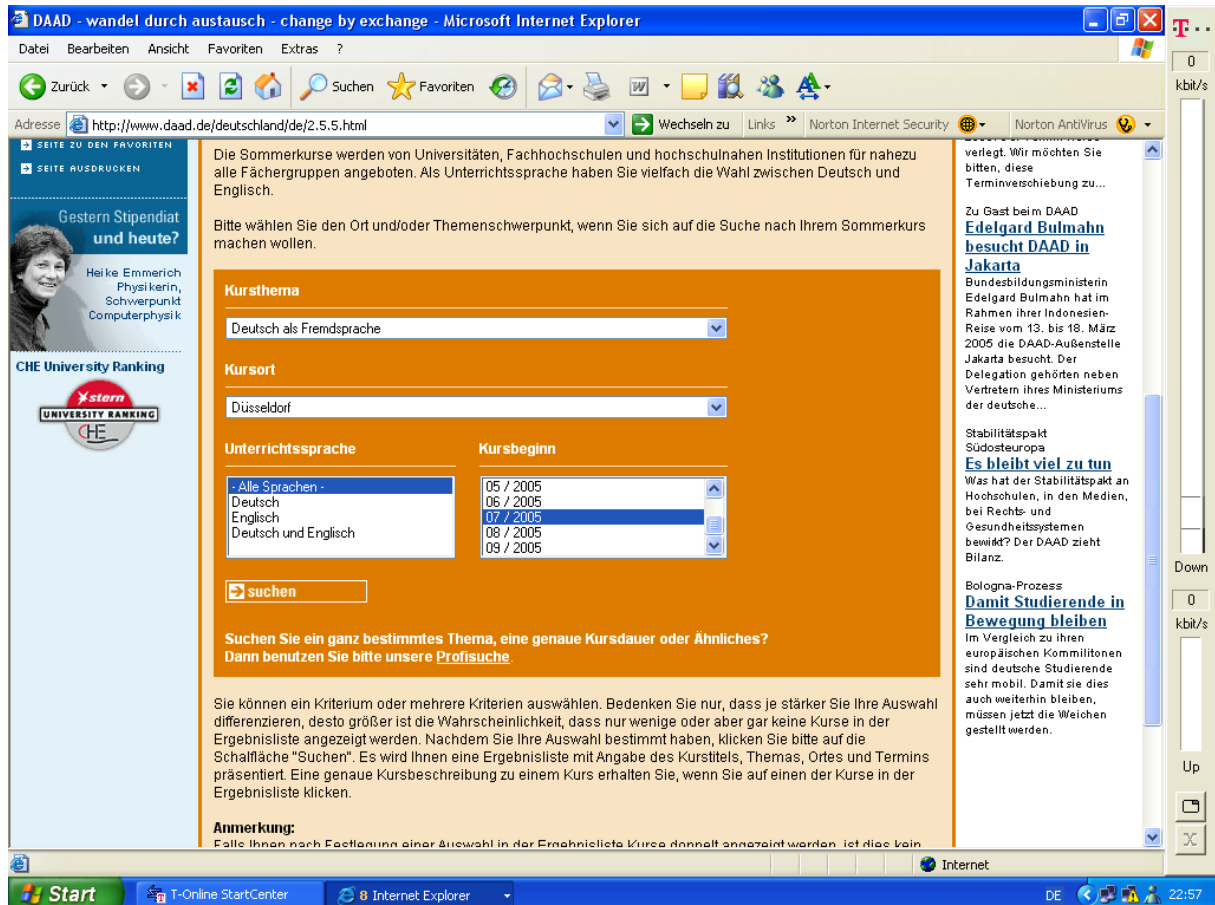 DAAD - wandel durch austausch - change by exchange - Microsoft Internet Explorer
Datei Bearbeiten Ansicht Favoriten Extras ?
Zurück Suchen Favoriten
Adresse http://www.daad.de/deutschland/de/2.5.5.html Wechseln zu Links » Norton Internet Security Norton AntiVirus
SEITE ZU DEN FAVORITEN
SEITE AUSDRUCKEN
Gestern Stipendiat
und heute?
Heike Emmerich
Physikerin,
Schwerpunkt
Computerphysik
CHE University Ranking
stern
UNIVERSITY RANKING
CHE
Die Sommerkurse werden von Universitäten, Fachhochschulen und hochschulnahen Institutionen für nahezu
alle Fächergruppen angeboten. Als Unterrichtssprache haben Sie vielfach die Wahl zwischen Deutsch und
Englisch.
Bitte wählen Sie den Ort und/oder Themenschwerpunkt, wenn Sie sich auf die Suche nach Ihrem Sommerkurs
machen wollen.
Kursthema
Deutsch als Fremdsprache
Kursort
Düsseldorf
Unterrichtssprache
- Alle Sprachen -
Deutsch
Englisch
Deutsch und Englisch
Kursbeginn
05 / 2005
06 / 2005
07 / 2005
08 / 2005
09 / 2005
suchen
Suchen Sie ein ganz bestimmtes Thema, eine genaue Kursdauer oder Ähnliches?
Dann benutzen Sie bitte unsere Profisuche.
Sie können ein Kriterium oder mehrere Kriterien auswählen. Bedenken Sie nur, dass je stärker Sie Ihre Auswahl
differenzieren, desto größer ist die Wahrscheinlichkeit, dass nur wenige oder aber gar keine Kurse in der
Ergebnisliste angezeigt werden. Nachdem Sie Ihre Auswahl bestimmt haben, klicken Sie bitte auf die
Schalfläche "Suchen". Es wird Ihnen eine Ergebnisliste mit Angabe des Kurstitels, Themas, Ortes und Termins
präsentiert. Eine genaue Kursbeschreibung zu einem Kurs erhalten Sie, wenn Sie auf einen der Kurse in der
Ergebnisliste klicken.
Anmerkung:
Falls Ihnen nach Festlegung einer Auswahl in der Ergebnisliste Kurse doppelt angezeigt werden, ist dies kein
verlegt. Wir möchten Sie
bitten, diese
Terminverschiebung zu...
Zu Gast beim DAAD
Edelgard Bulmahn
besucht DAAD in
Jakarta
Bundesbildungsministerin
Edelgard Bulmahn hat im
Rahmen ihrer Indonesien-
Reise vom 13. bis 18. März
2005 die DAAD-Außenstelle
Jakarta besucht. Der
Delegation gehörten neben
Vertretern ihres Ministeriums
der deutsche...
Stabilitätspakt
Südosteuropa
Es bleibt viel zu tun
Was hat der Stabilitätspakt an
Hochschulen, in den Medien,
bei Rechts- und
Gesundheitssystemen
bewirkt? Der DAAD zieht
Bilanz.
Bologna-Prozess
Damit Studierende in
Bewegung bleiben
Im Vergleich zu ihren
europäischen Kommilitonen
sind deutsche Studierende
sehr mobil. Damit sie dies
auch weiterhin bleiben,
müssen jetzt die Weichen
gestellt werden.
T
0
kbit/s
Down
0
kbit/s
Up
Internet
Start T-Online StartCenter 8 Internet Explorer DE 22:57